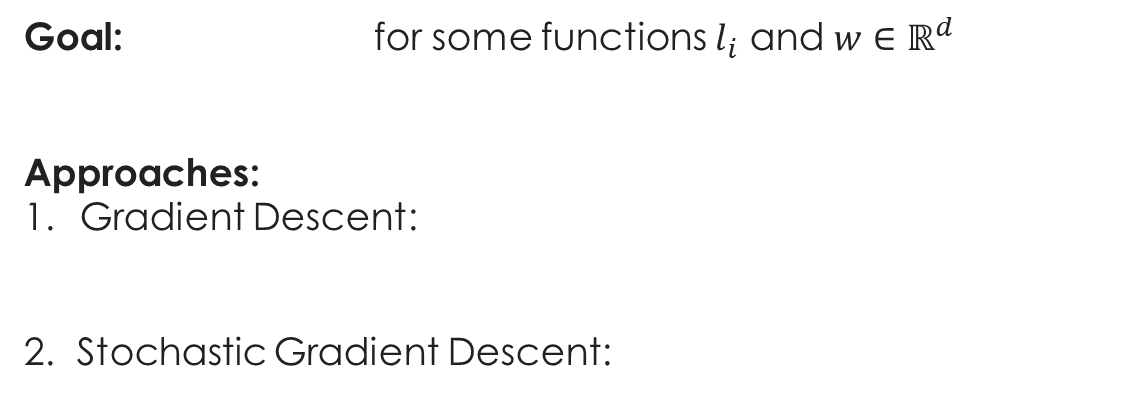 Goal: for some functions lᵢ and w ∈ ℝᵈ
Approaches:
1. Gradient Descent:
2. Stochastic Gradient Descent: